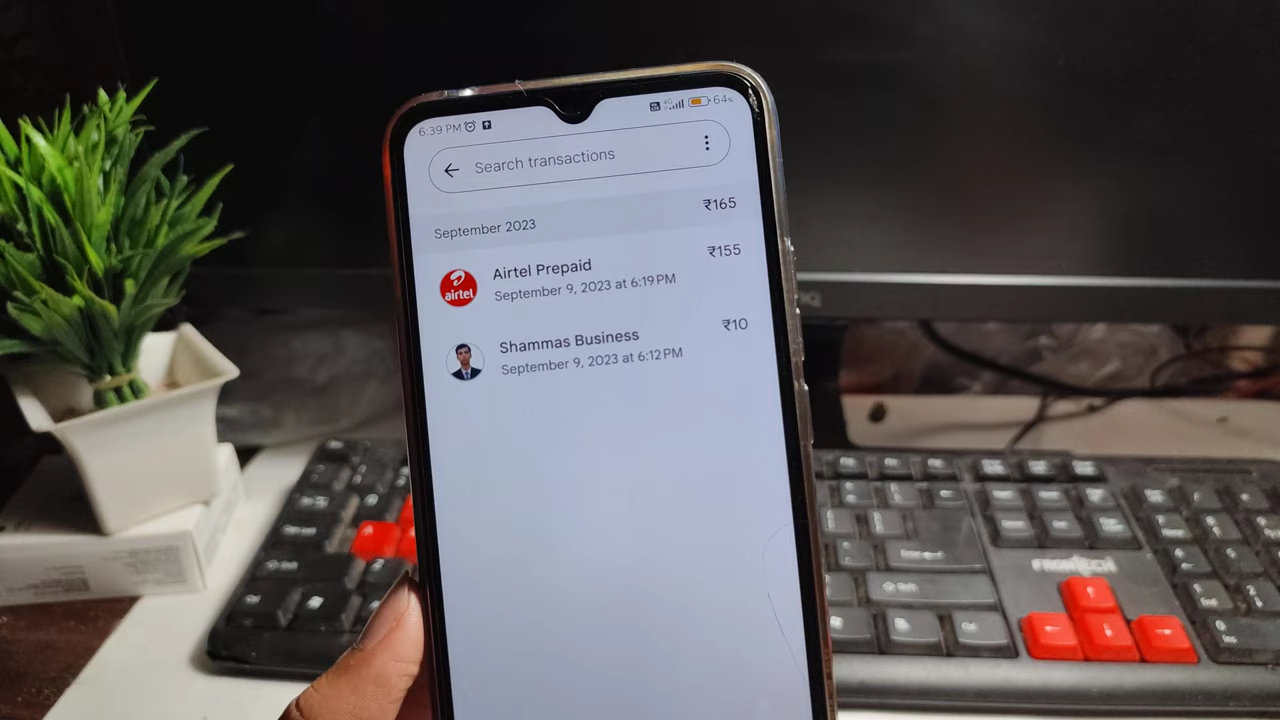 6:39 PM
4G
64%
Search transactions
September 2023
₹165
airtel
Airtel Prepaid
₹155
September 9, 2023 at 6:19 PM
Shammas Business
₹10
September 9, 2023 at 6:12 PM
FRONTECH